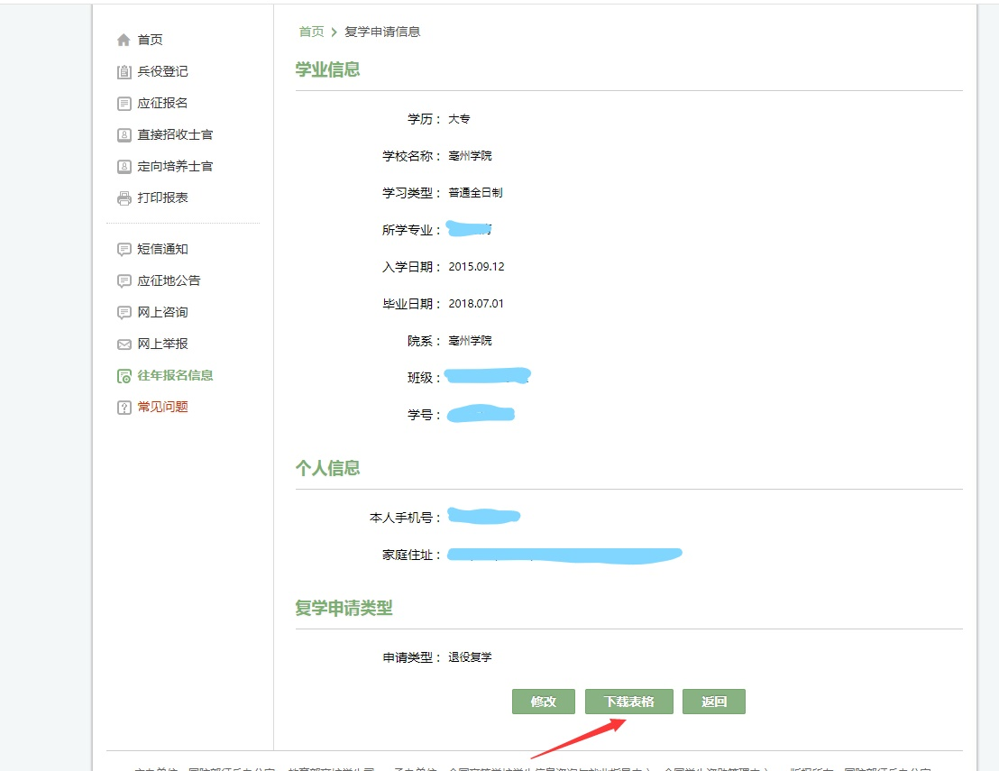 首页
兵役登记
应征报名
直接招收士官
定向培养士官
打印报表
短信通知
应征地公告
网上咨询
网上举报
往年报名信息
常见问题
首页 > 复学申请信息
学业信息
学历： 大专
学校名称： 亳州学院
学习类型： 普通全日制
所学专业：
入学日期： 2015.09.12
毕业日期： 2018.07.01
院系： 亳州学院
班级：
学号：
个人信息
本人手机号：
家庭住址：
复学申请类型
申请类型： 退役复学
修改 下载表格 返回